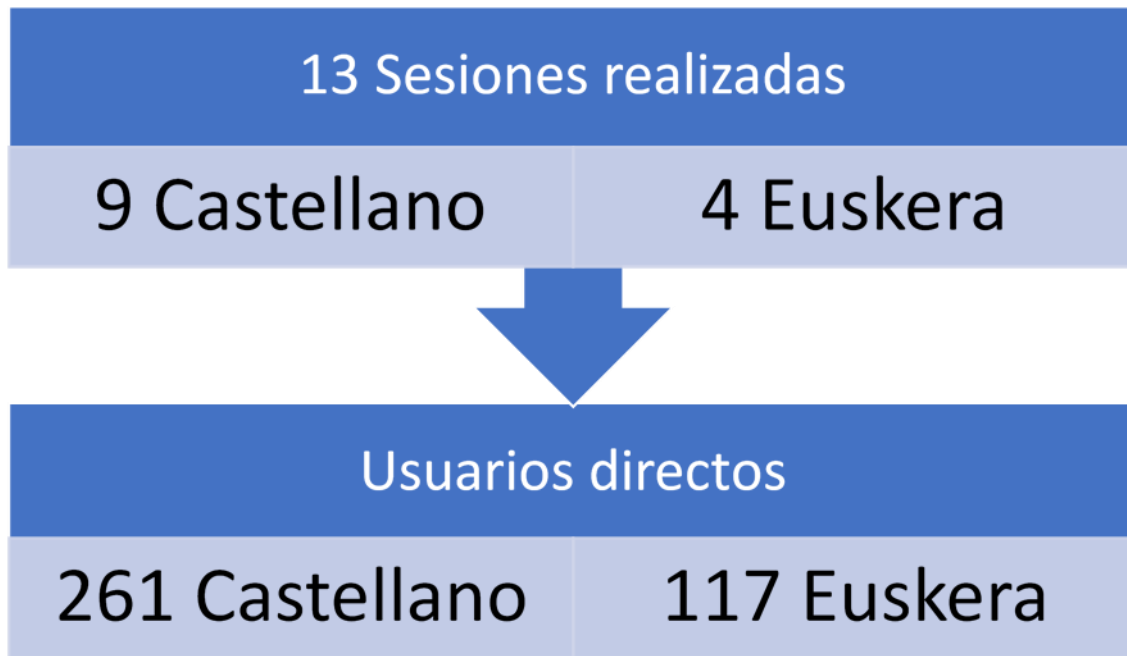 13 Sesiones realizadas
9 Castellano
4 Euskera
Usuarios directos
261 Castellano
117 Euskera